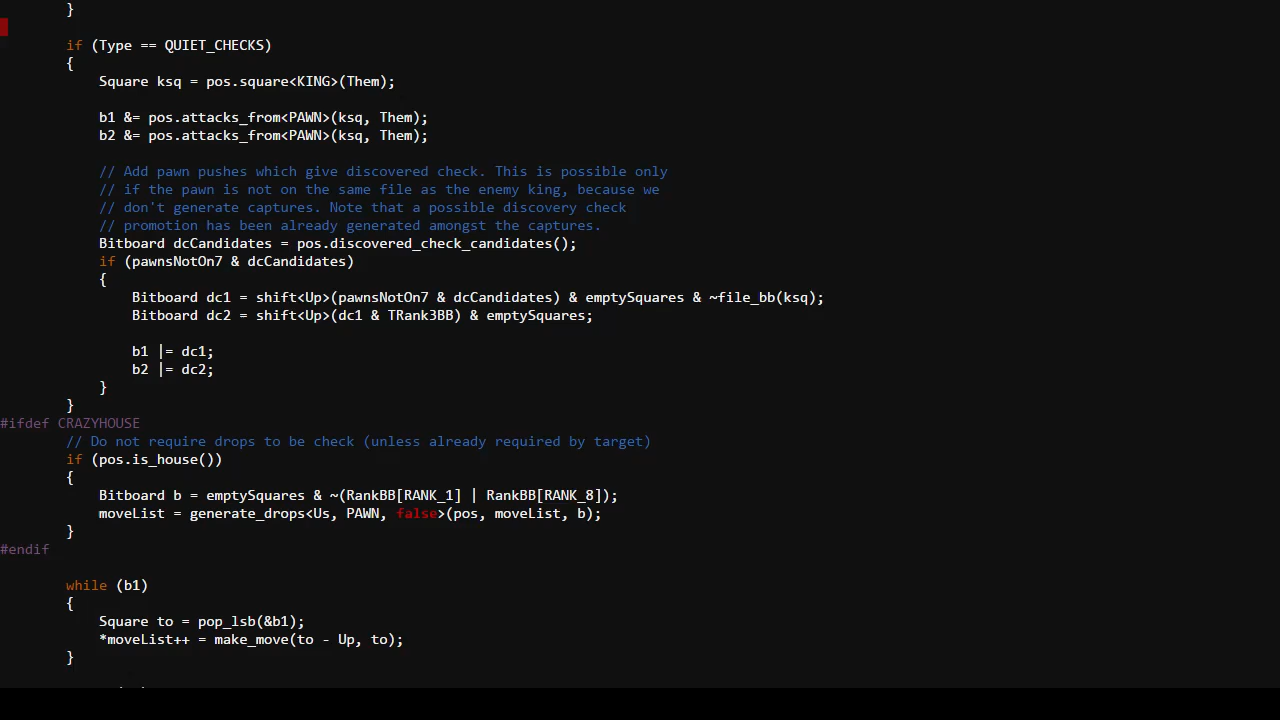 }
if (Type == QUIET_CHECKS)
{
Square ksq = pos.square<KING>(Them);
b1 &= pos.attacks_from<PAWN>(ksq, Them);
b2 &= pos.attacks_from<PAWN>(ksq, Them);
// Add pawn pushes which give discovered check. This is possible only
// if the pawn is not on the same file as the enemy king, because we
// don't generate captures. Note that a possible discovery check
// promotion has been already generated amongst the captures.
Bitboard dcCandidates = pos.discovered_check_candidates();
if (pawnsNotOn7 & dcCandidates)
{
Bitboard dc1 = shift<Up>(pawnsNotOn7 & dcCandidates) & emptySquares & ~file_bb(ksq);
Bitboard dc2 = shift<Up>(dc1 & TRank3BB) & emptySquares;
b1 |= dc1;
b2 |= dc2;
}
}
#ifdef CRAZYHOUSE
// Do not require drops to be check (unless already required by target)
if (pos.is_house())
{
Bitboard b = emptySquares & ~(RankBB[RANK_1] | RankBB[RANK_8]);
moveList = generate_drops<Us, PAWN, false>(pos, moveList, b);
}
#endif
while (b1)
{
Square to = pop_lsb(&b1);
*moveList++ = make_move(to - Up, to);
}